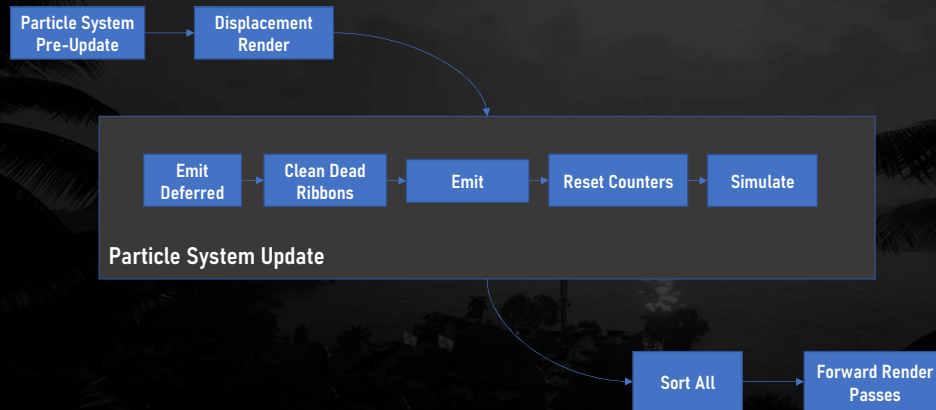 Particle System
Pre-Update
Displacement
Render
Emit
Deferred
Clean Dead
Ribbons
Emit
Reset Counters
Simulate
Particle System Update
Sort All
Forward Render
Passes